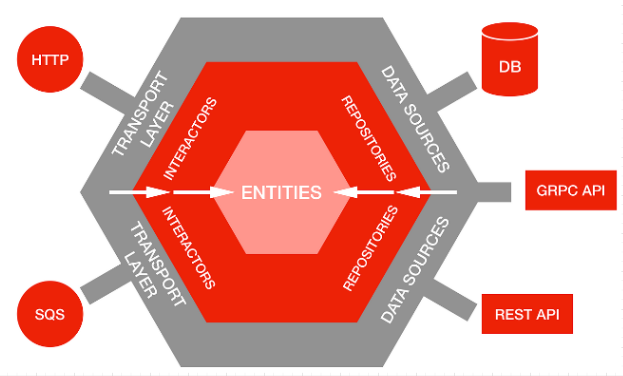 HTTP
TRANSPORT
LAYER
INTERACTORS
REPOSITORIES
DATA SOURCES
DB
ENTITIES
GRPC API
TRANSPORT
LAYER
INTERACTORS
REPOSITORIES
DATA SOURCES
SQS
REST API